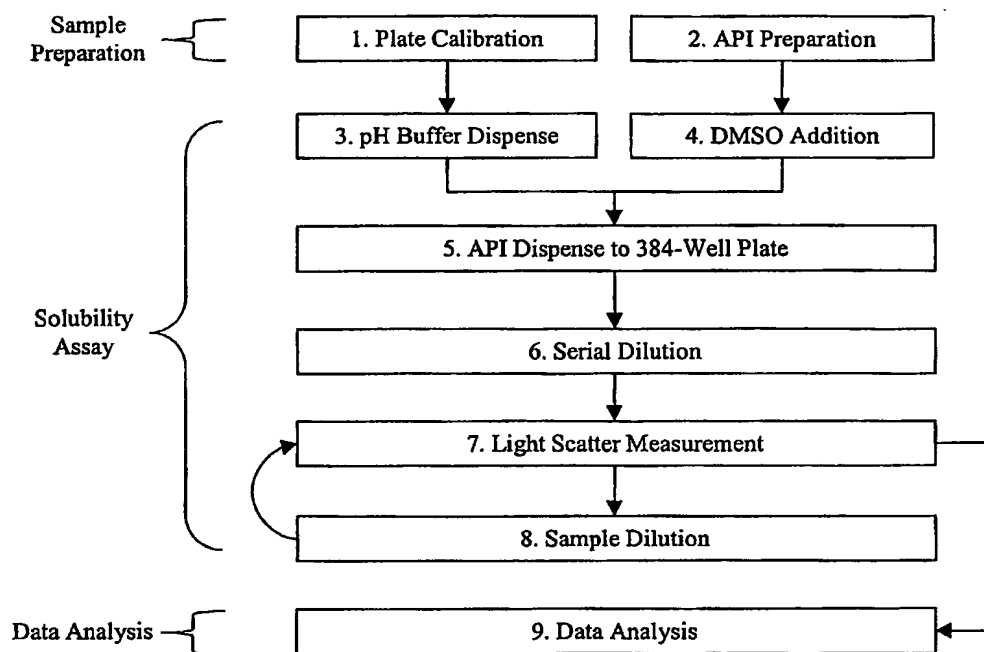 Sample
Preparation
1. Plate Calibration
2. API Preparation
3. pH Buffer Dispense
4. DMSO Addition
5. API Dispense to 384-Well Plate
Solubility
Assay
6. Serial Dilution
7. Light Scatter Measurement
8. Sample Dilution
Data Analysis
9. Data Analysis